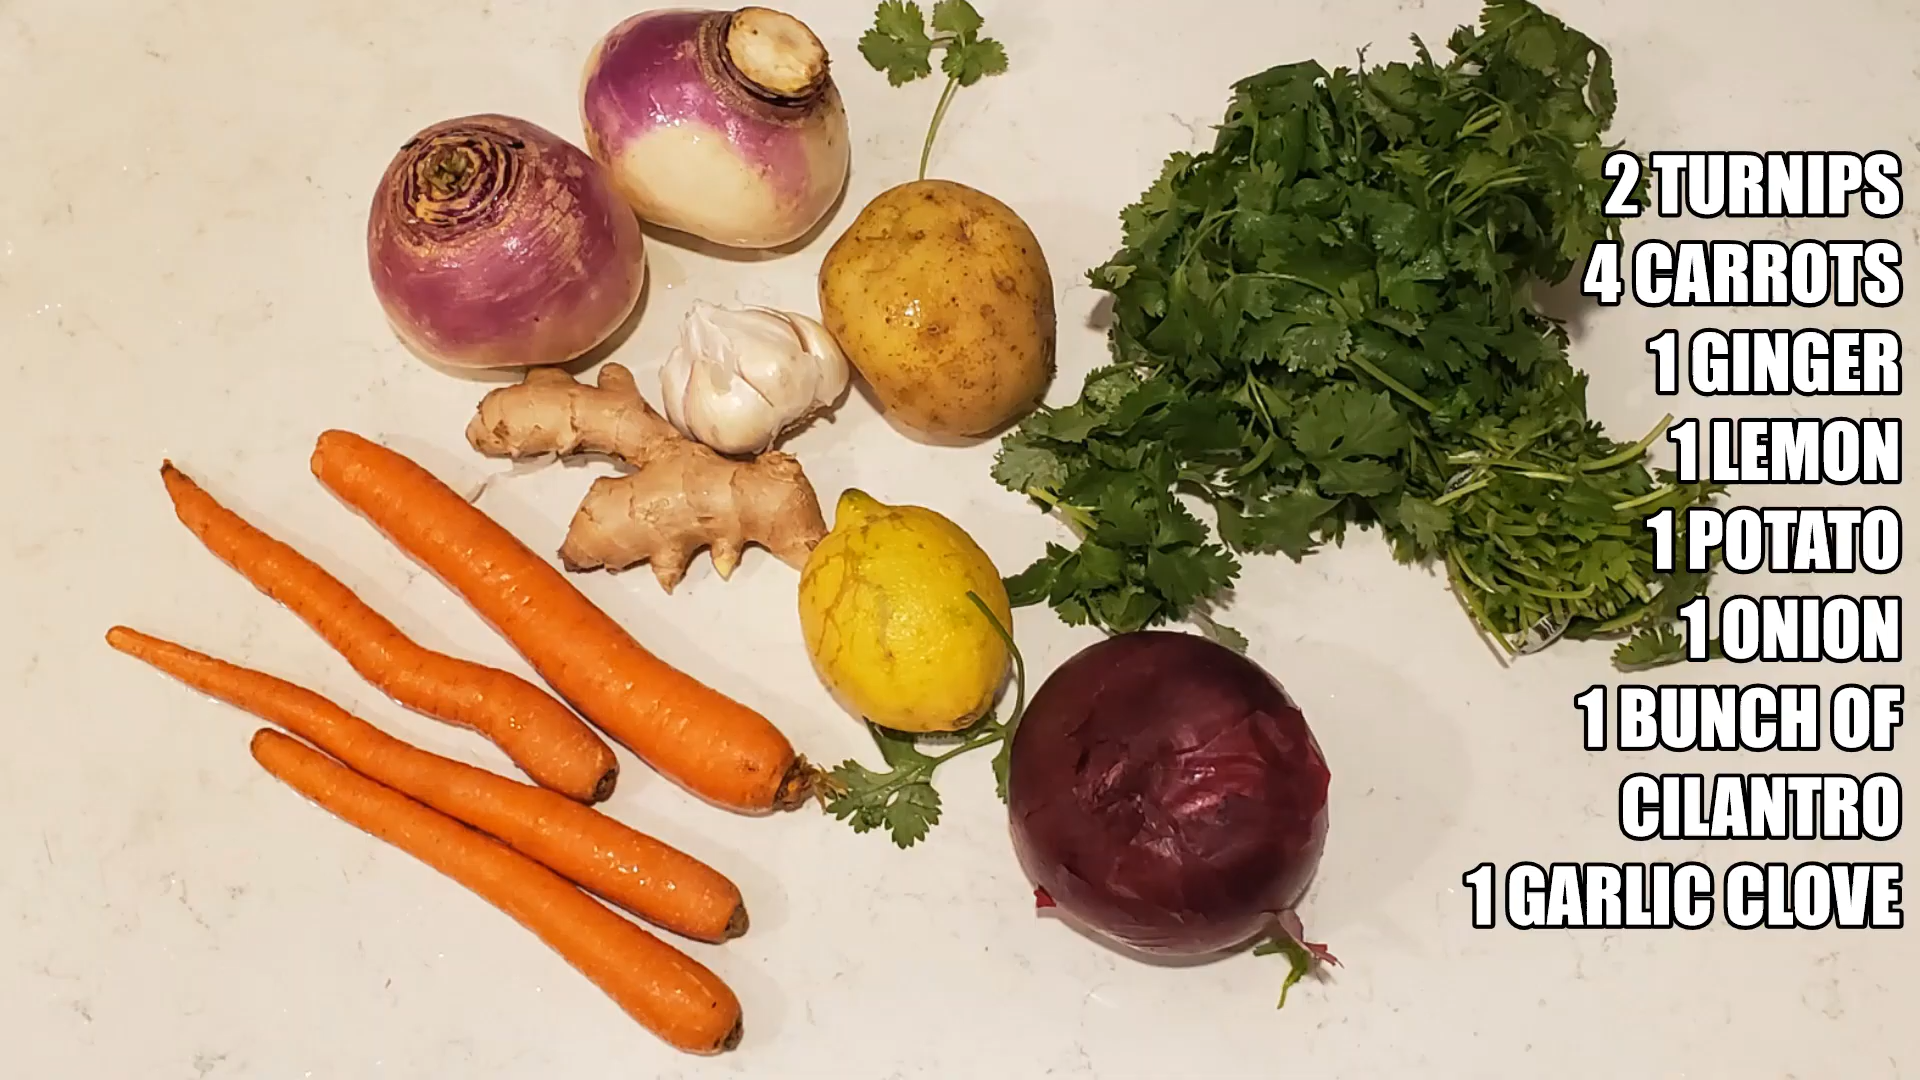 2 TURNIPS
4 CARROTS
1 GINGER
1 LEMON
1 POTATO
1 ONION
1 BUNCH OF
CILANTRO
1 GARLIC CLOVE